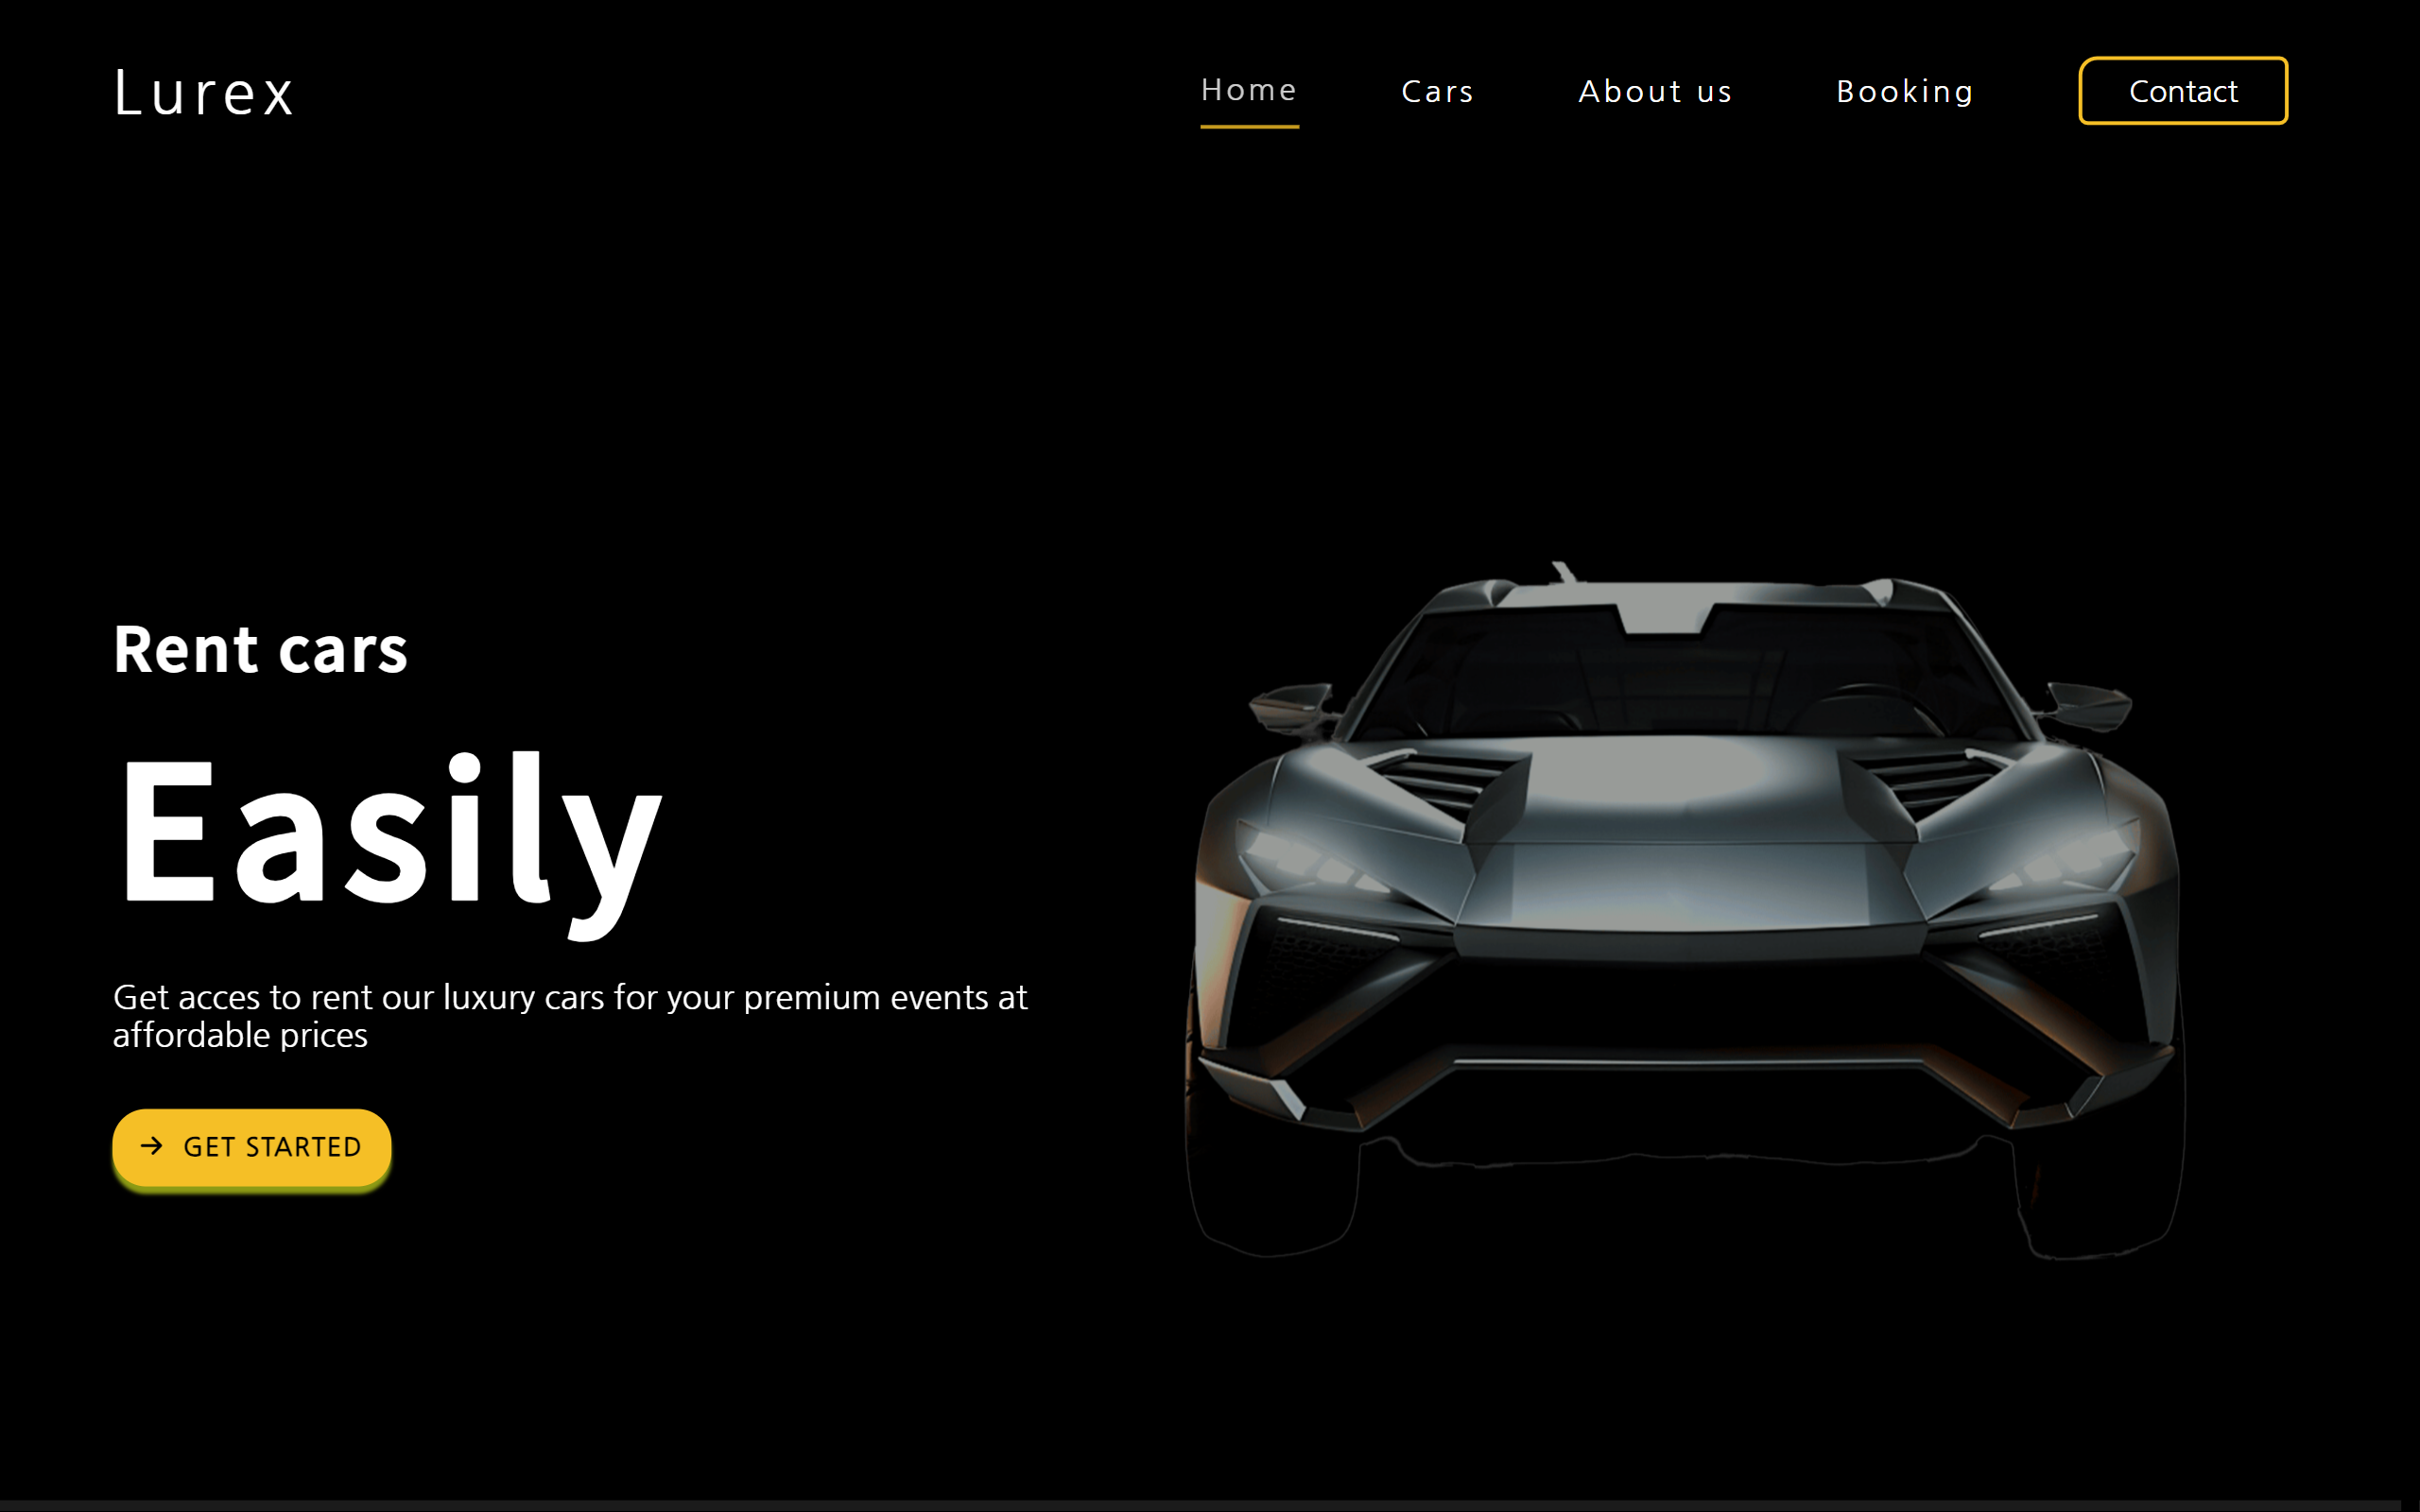 Lurex
Home
Cars
About us
Booking
Contact
Rent cars
Easily
Get acces to rent our luxury cars for your premium events at
affordable prices
→ GET STARTED